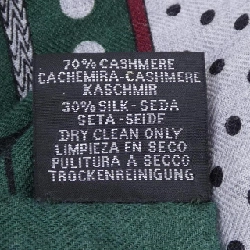 70% CASHMERE
CACHEMIRA-CASHMERE
KASCHMIR
30% SILK-SEDA
SETA-SEIDE
DRY CLEAN ONLY
LIMPIEZA EN SECO
PULITURA A SECCO
TROCKENREINIGUNG